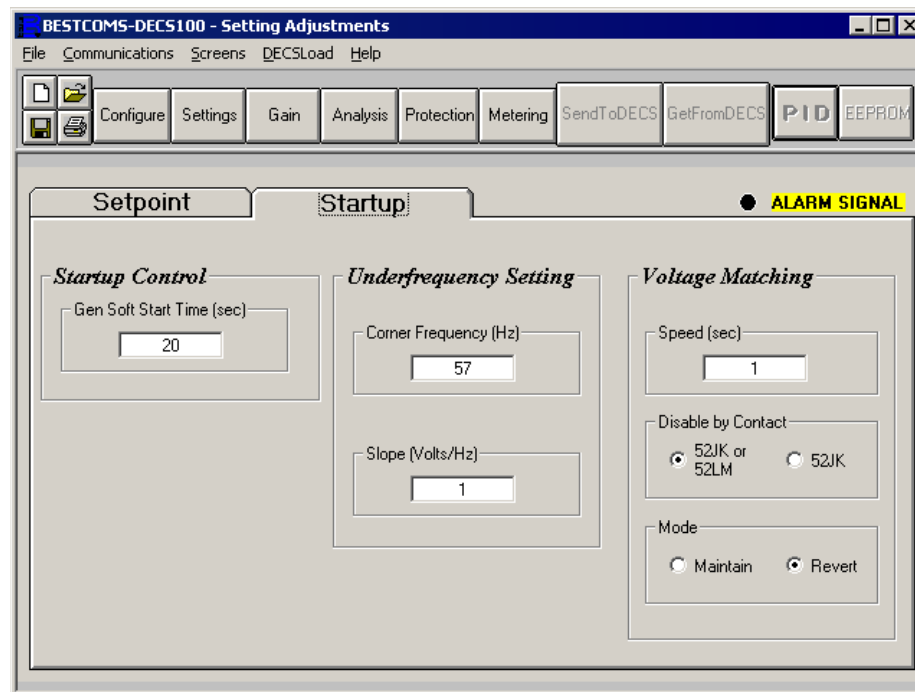 BESTCOMS-DECS100 - Setting Adjustments
File Communications Screens DECSLoad Help
Configure Settings Gain Analysis Protection Metering SendToDECS GetFromDECS PID EEPROM
Setpoint Startup ALARM SIGNAL
Startup Control
Gen Soft Start Time (sec)
20
Underfrequency Setting
Corner Frequency (Hz)
57
Slope (Volts/Hz)
1
Voltage Matching
Speed (sec)
1
Disable by Contact
52JK or
52LM
52JK
Mode
Maintain Revert